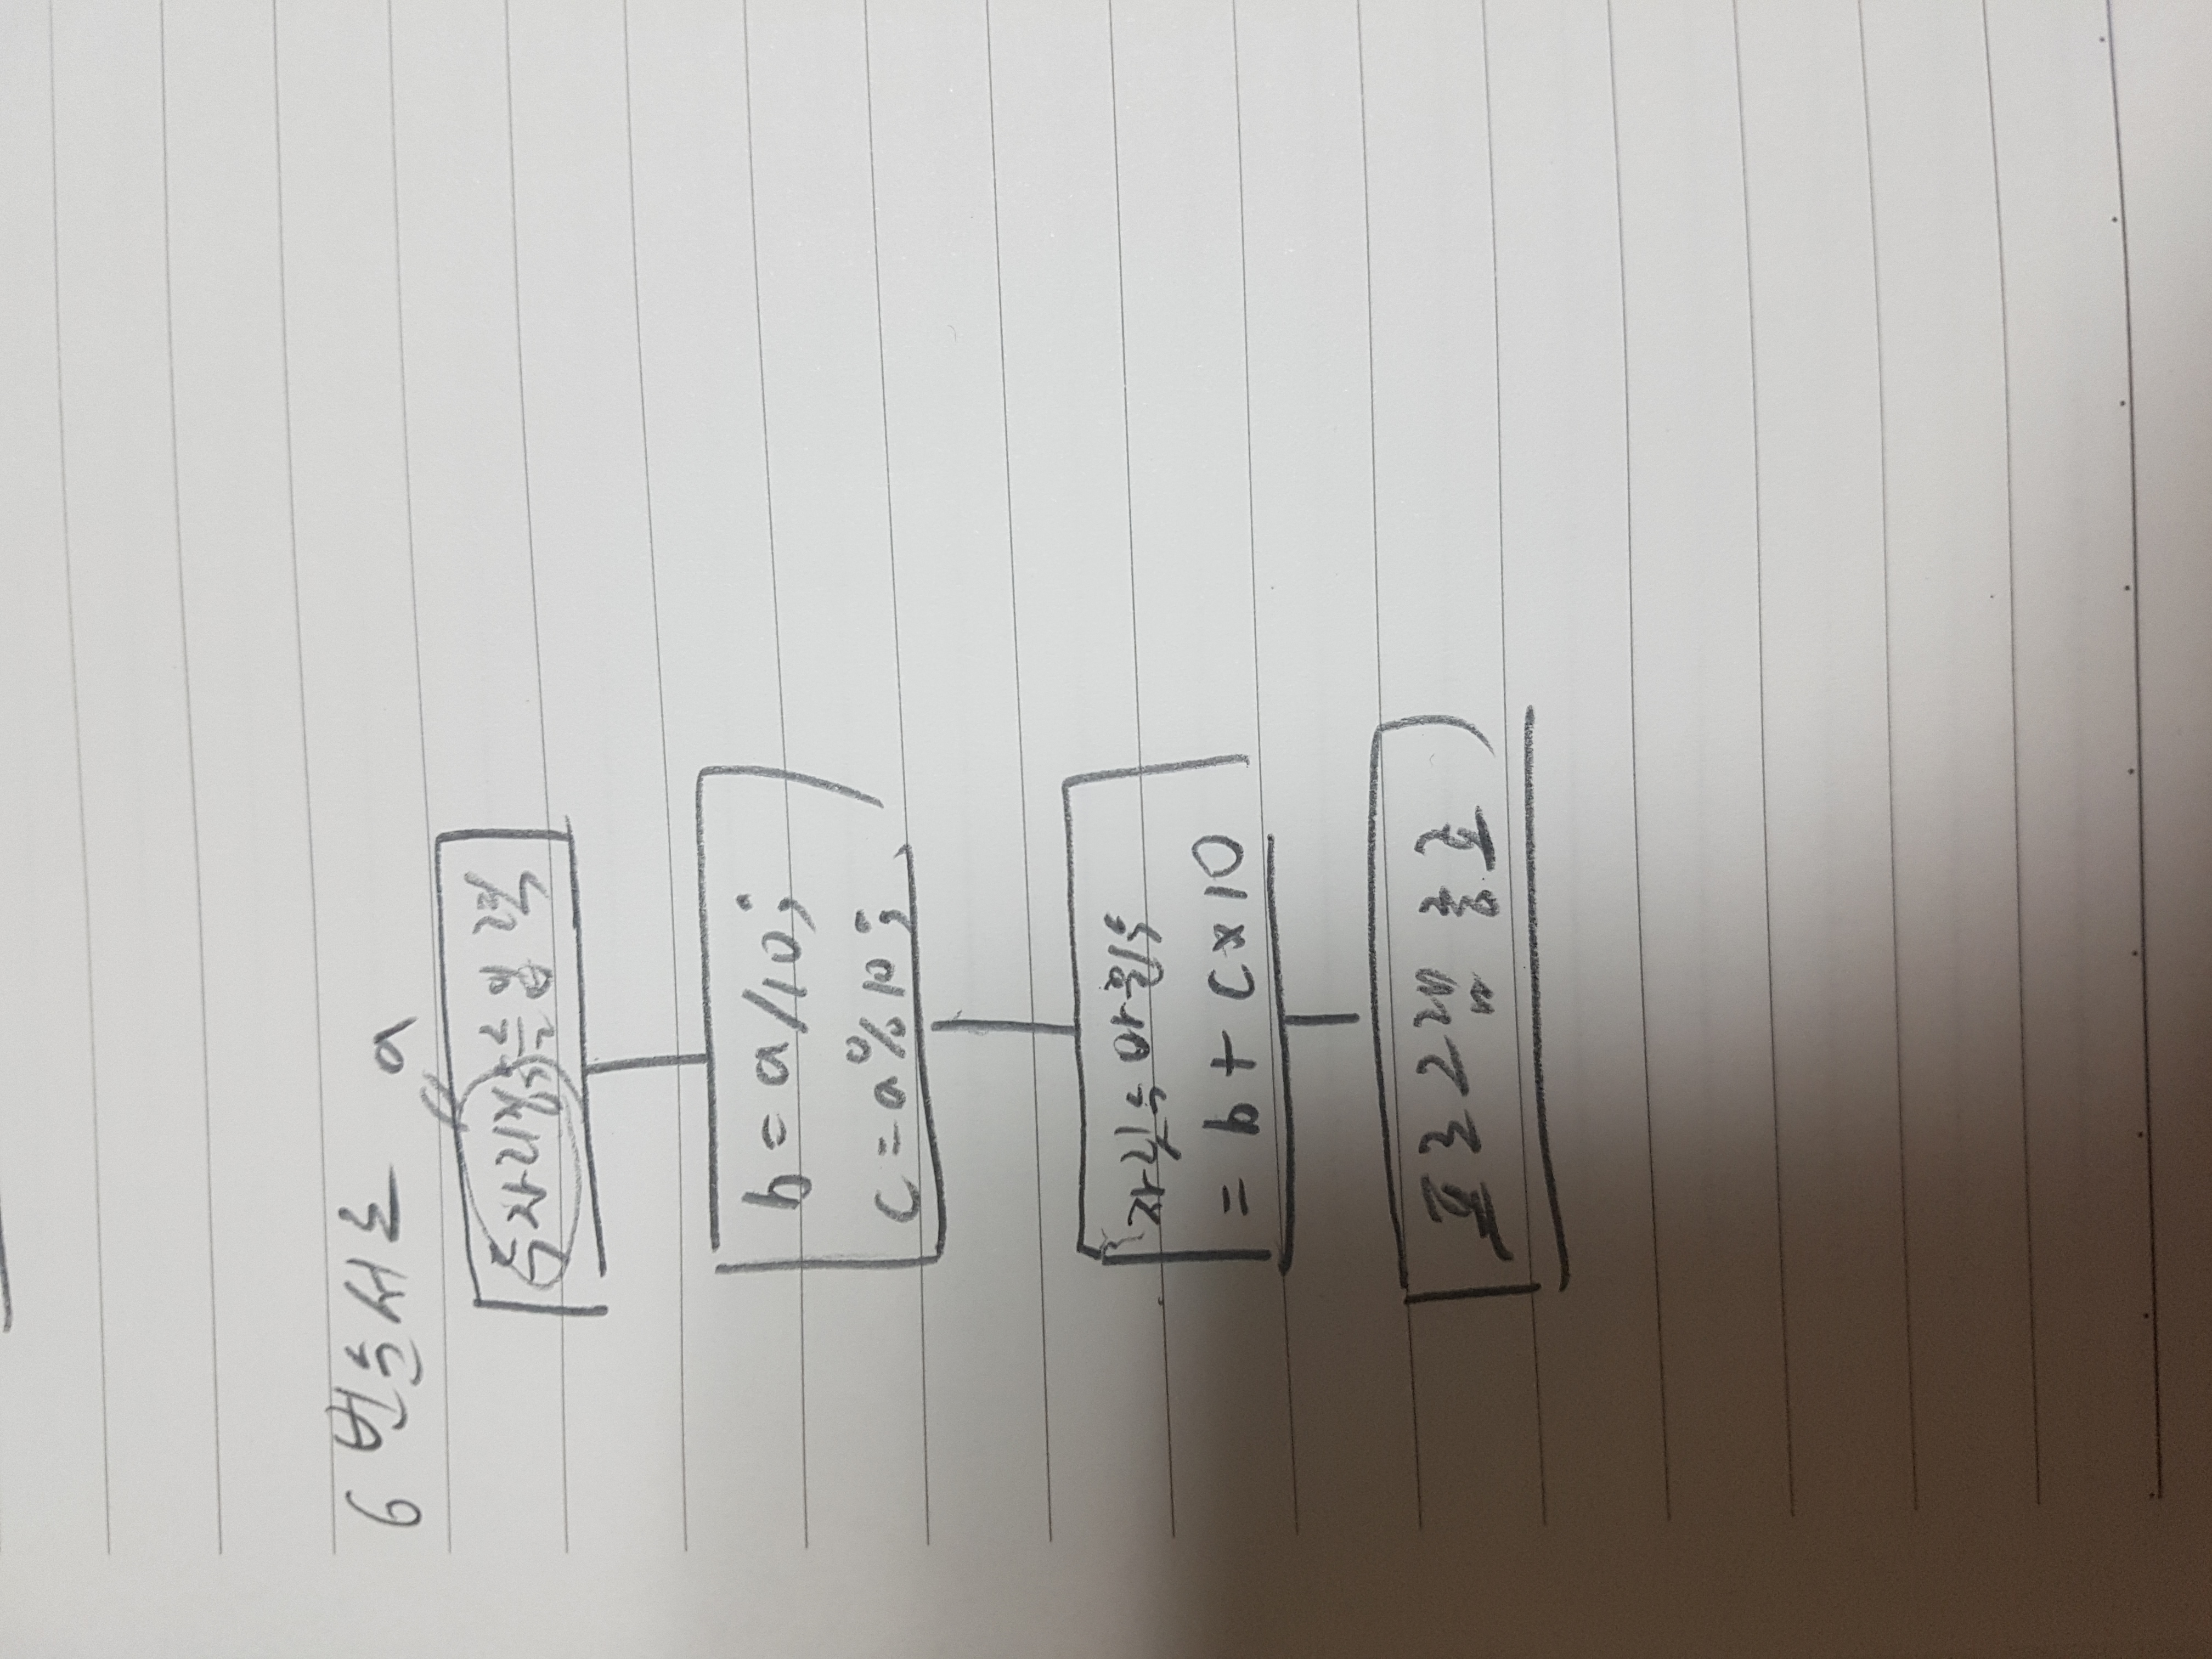 6번순서도
a
두자리정수를입력
b=a/10;
c=a%10;
자릿수바뀐수
= b + c×10
프로그램 종료